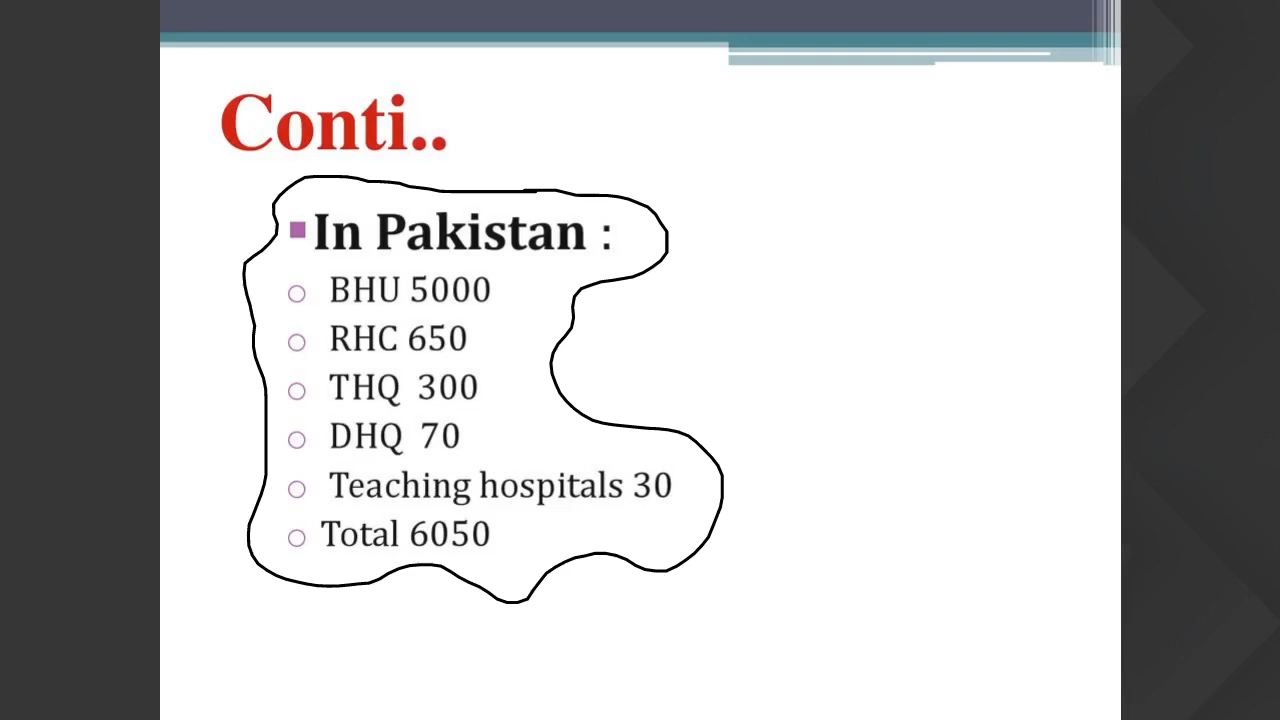 Conti..
In Pakistan :
BHU 5000
RHC 650
THQ 300
DHQ 70
Teaching hospitals 30
Total 6050